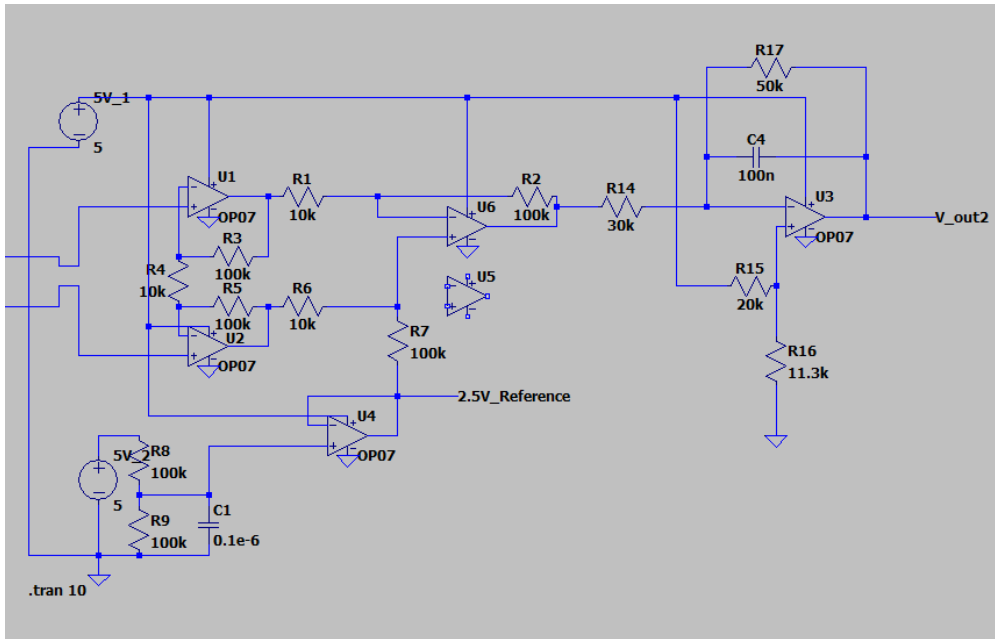 R17
50k
5V_1
5
C4
100n
U1
OP07
R1
10k
R2
100k
U6
R14
30k
U3
OP07
V_out2
R3
100k
R4
10k
R5
100k
R6
10k
U5
R15
20k
U2
OP07
R7
100k
R16
11.3k
2.5V_Reference
U4
OP07
5V_2
5
R8
100k
R9
100k
C1
0.1e-6
.tran 10